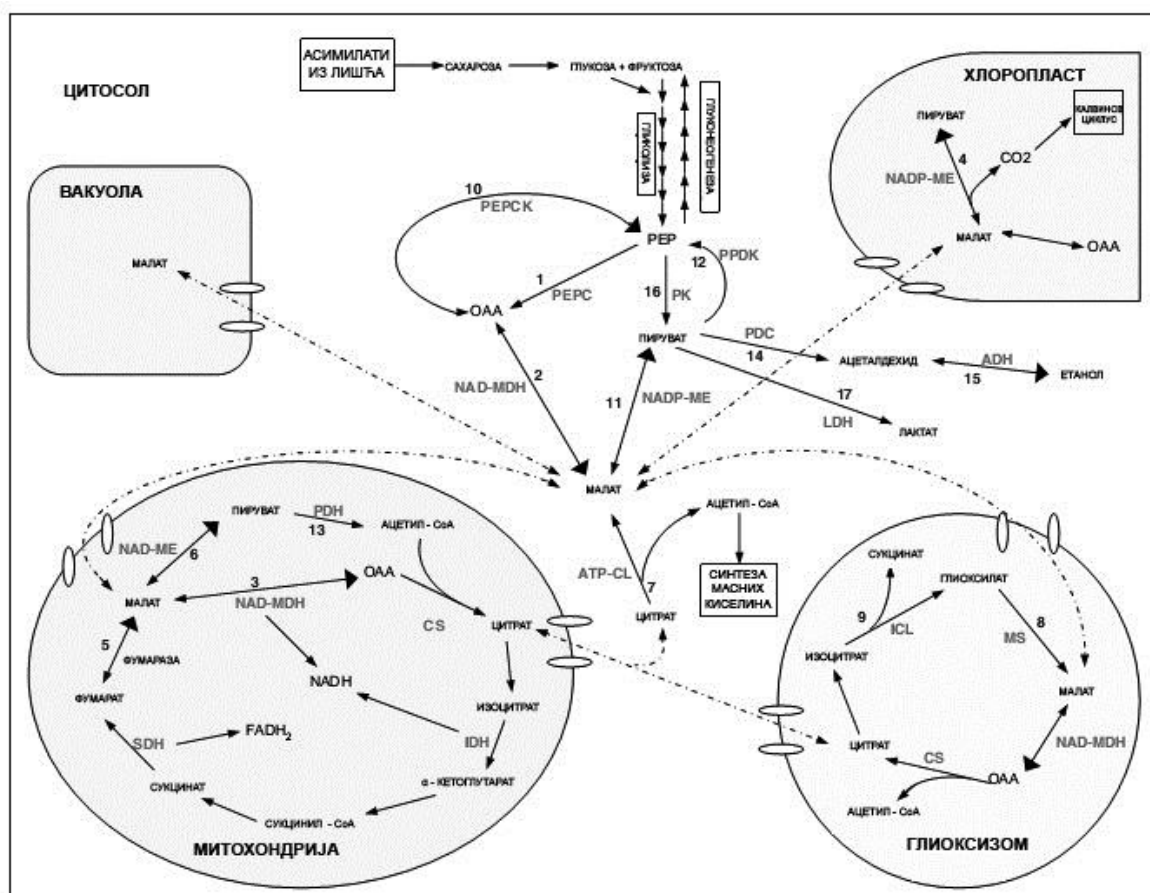 АСИМИЛАТИ
ИЗ ЛИШЋА
САХАРОЗА
ГЛУКОЗА + ФРУКТОЗА
ХЛОРОПЛАСТ
ЦИТОСОЛ
ГЛИКОЛИЗА
ГЛУКОНЕОГЕНЕЗА
ПИРУВАТ
КАЛВИНОВ
ЦИКЛУС
4
CO2
NADP-ME
ВАКУОЛА
10
PEPCK
МАЛАТ
PEP
МАЛАТ
OAA
PPDK
12
1
PEPC
16
PK
OAA
ПИРУВАТ
PDC
14
АЦЕТАЛДЕХИД
ADH
15
ЕТАНОЛ
NAD-MDH
2
11
NADP-ME
17
LDH
ЛАКТАТ
МАЛАТ
ПИРУВАТ
PDH
13
АЦЕТИЛ - CoA
АЦЕТИЛ - CoA
NAD-ME
6
OAA
3
NAD-MDH
МАЛАТ
ATP-CL
7
СИНТЕЗА
МАСНИХ
КИСЕЛИНА
СУКЦИНАТ
ГЛИОКСИЛАТ
ЦИТРАТ
CS
ЦИТРАТ
9
ICL
8
MS
5
ФУМАРАЗА
ИЗОЦИТРАТ
ФУМАРАТ
NADH
ИЗОЦИТРАТ
МАЛАТ
SDH
FADH2
IDH
ЦИТРАТ
CS
NAD-MDH
OAA
СУКЦИНАТ
α - КЕТОГЛУТАРАТ
АЦЕТИЛ - CoA
СУКЦИНИЛ - CoA
МИТОХОНДРИЈА
ГЛИОКСИЗОМ